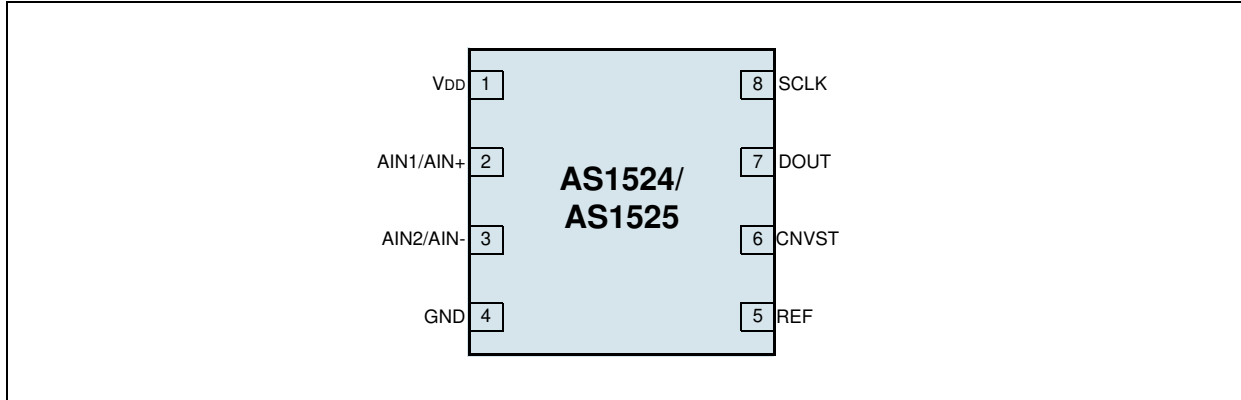 VDD 1
AIN1/AIN+ 2
AIN2/AIN- 3
GND 4
AS1524/
AS1525
8 SCLK
7 DOUT
6 CNVST
5 REF